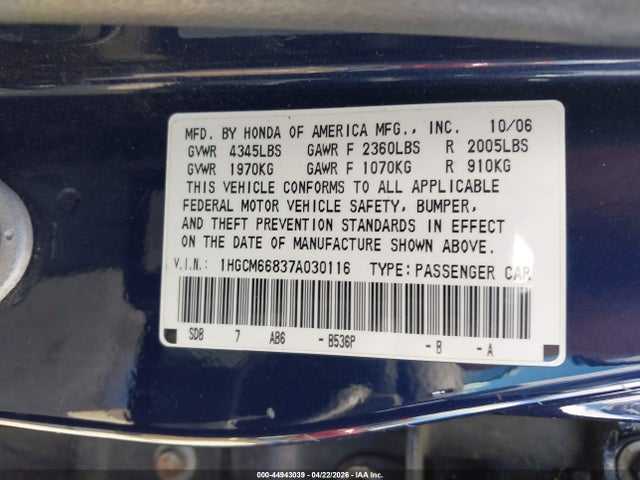 MFD. BY HONDA OF AMERICA MFG., INC. 10/06
GVWR 4345LBS GAWR F 2360LBS R 2005LBS
GVWR 1970KG GAWR F 1070KG R 910KG
THIS VEHICLE CONFORMS TO ALL APPLICABLE
FEDERAL MOTOR VEHICLE SAFETY, BUMPER,
AND THEFT PREVENTION STANDARDS IN EFFECT
ON THE DATE OF MANUFACTURE SHOWN ABOVE.
V.I.N.: 1HGCM66837A030116 TYPE:PASSENGER CAR
SDB 7 AB6 - B536P - B - A
000-44943039 04/22/2026 IAA Inc.